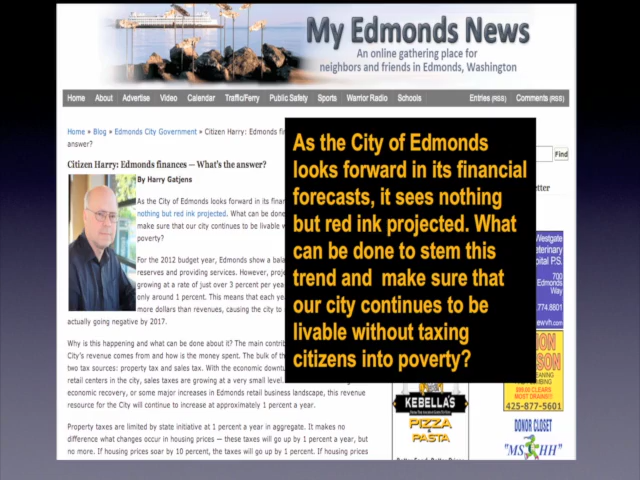 My Edmonds News
An online gathering place for
neighbors and friends in Edmonds, Washington
Home About Advertise Video Calendar Traffic/Ferry Public Safety Sports Warrior Radio Schools Entries (RSS) Comments (RSS)
Home » Blog » Edmonds City Government » Citizen Harry: Edmonds
answer?
Find
Citizen Harry: Edmonds finances — What's the answer?
By Harry Gatjens
As the City of Edmonds looks forward in its
nothing but red ink projected. What can be done
make sure that our city continues to be livable
poverty?
For the 2012 budget year, Edmonds show a
reserves and providing services. However,
growing at a rate of just over 3 percent per
only around 1 percent. This means that each
more dollars than revenues, causing the city
actually going negative by 2017.
Why is this happening and what can be done about it? The main
City's revenue comes from and how is the money spent. The bulk of
two tax sources: property tax and sales tax. With the economic
retail centers in the city, sales taxes are growing at a very small level.
economic recovery, or some major increases in Edmonds retail business landscape, this revenue
resource for the City will continue to increase at approximately 1 percent a year.
Property taxes are limited by state initiative at 1 percent a year in aggregate. It makes no
difference what changes occur in housing prices — these taxes will go up by 1 percent a year, but
no more. If housing prices soar by 10 percent, the taxes will go up by 1 percent. If housing prices
As the City of Edmonds
looks forward in its financial
forecasts, it sees nothing
but red ink projected. What
can be done to stem this
trend and make sure that
our city continues to be
livable without taxing
citizens into poverty?
Westgate
P.S.
700
Edmonds
Way
774.8801
425-877-5601
KEBELLA'S
PIZZA
& PASTA
DONOR CLOSET